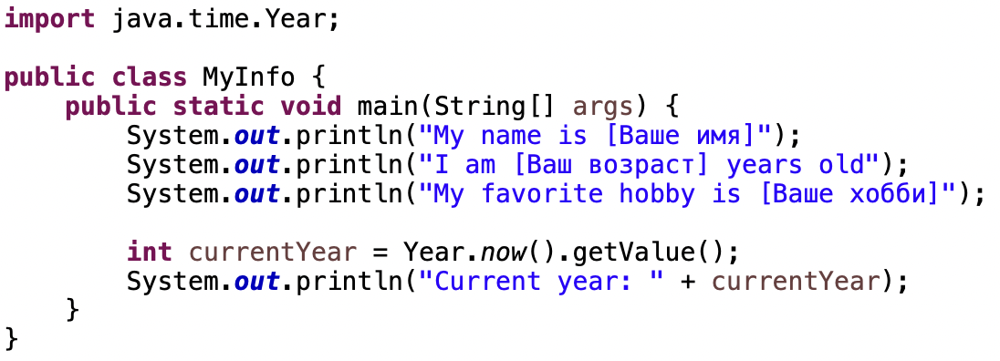 import java.time.Year;
public class MyInfo {
public static void main(String[] args) {
System.out.println("My name is [Ваше имя]");
System.out.println("I am [Ваш возраст] years old");
System.out.println("My favorite hobby is [Ваше хобби]");
int currentYear = Year.now().getValue();
System.out.println("Current year: " + currentYear);
}
}